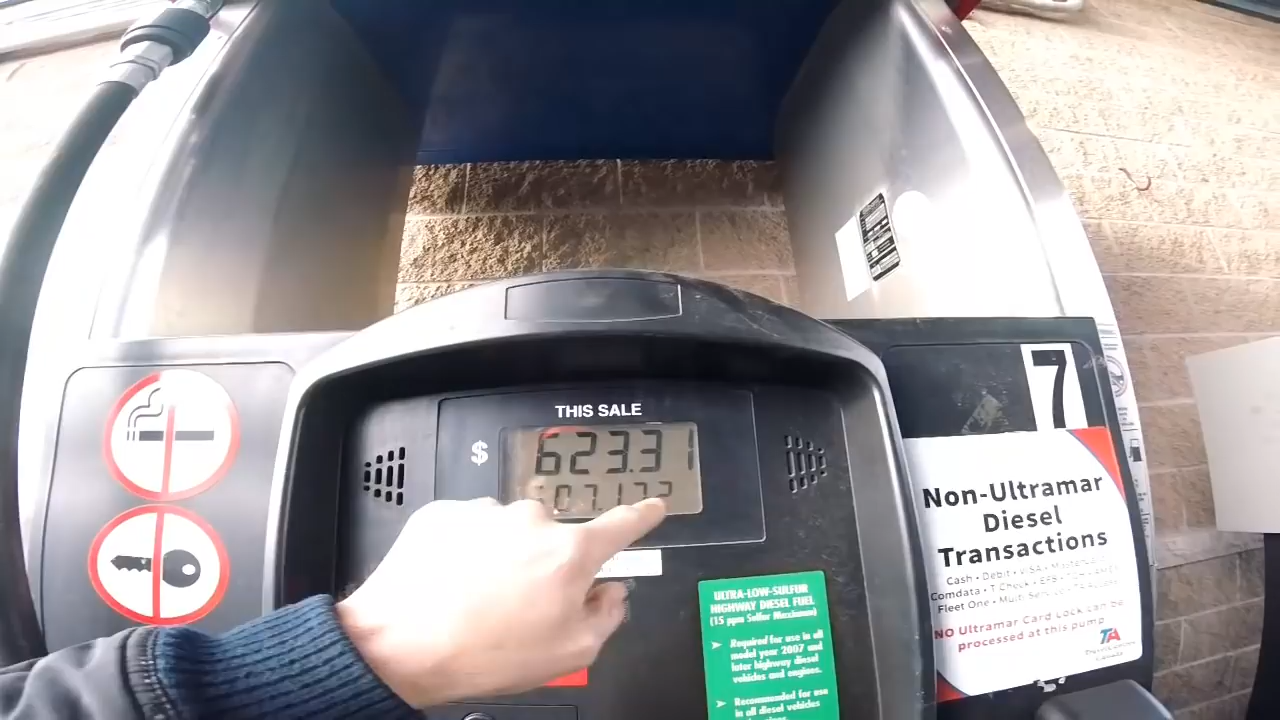 7
THIS SALE
$ 623.31
07.172
Non-Ultramar
Diesel
Transactions
Cash • Debit • VISA •
Comdata • T Check • EFS •
Fleet One •
NO Ultramar Card Lock can be
processed at this pump
TA
ULTRA-LOW-SULFUR
HIGHWAY DIESEL FUEL
(15 ppm Sulfur Maximum)
Required for use in all
model year 2007 and
later highway diesel
vehicles and engines.
Recommended for use
in all diesel vehicles